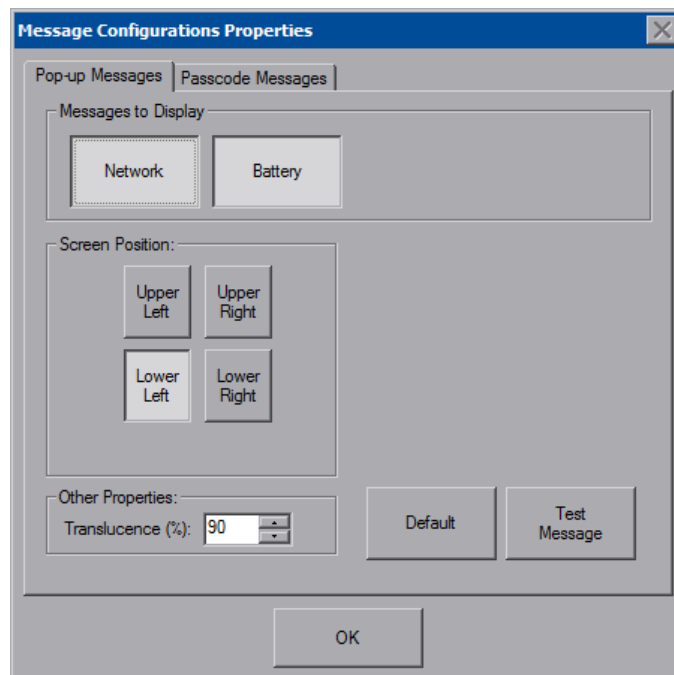 Message Configurations Properties
Pop-up Messages
Passcode Messages
Messages to Display
Network
Battery
Screen Position:
Upper
Left
Upper
Right
Lower
Left
Lower
Right
Other Properties:
Translucence (%): 90
Default
Test
Message
OK